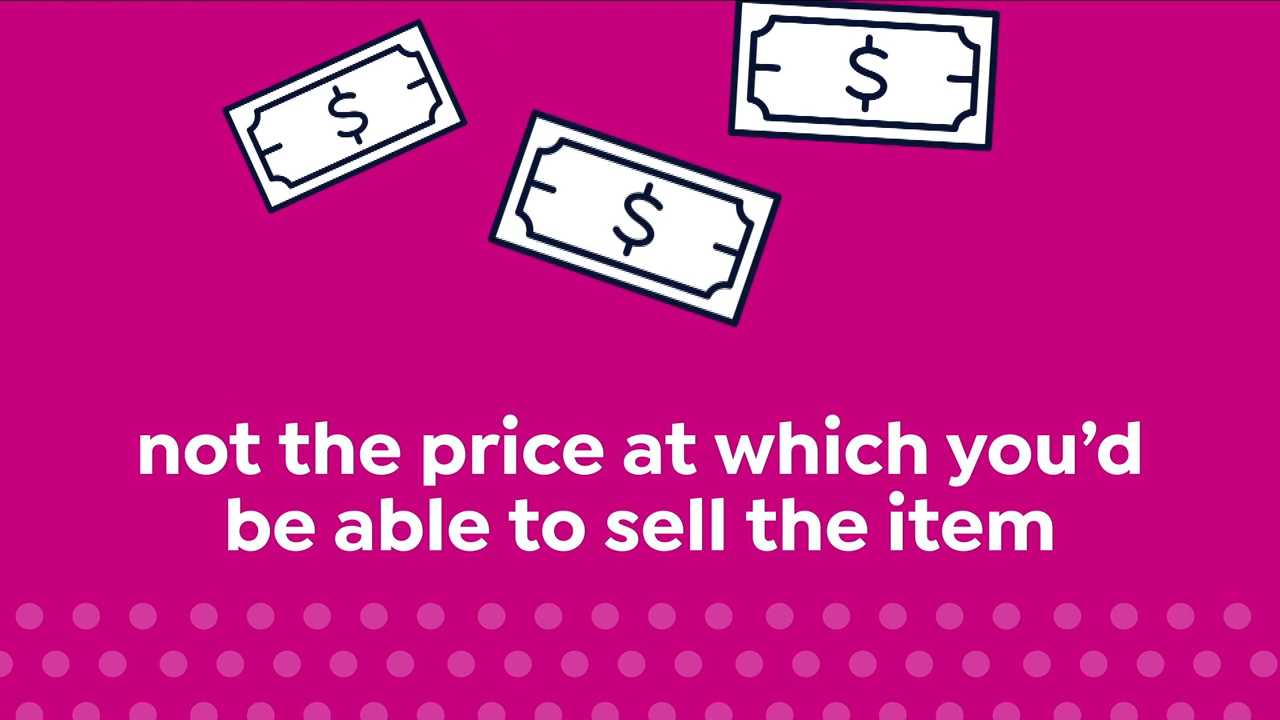 $
$
$
not the price at which you’d
be able to sell the item